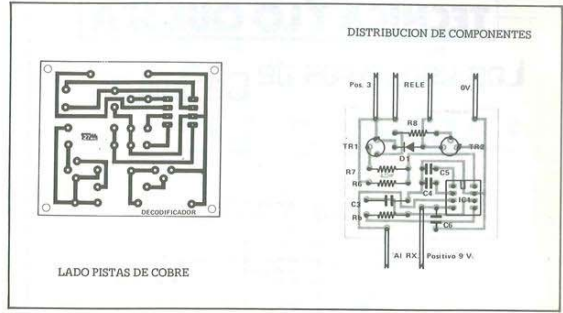 DISTRIBUCION DE COMPONENTES
Pos. 3
RELE
0V
R8
TR1
TR2
D1
R7
C5
R6
C4
C3
IC1
Rb
C6
Al RX.
Positivo 9 V.
DECODIFICADOR
LADO PISTAS DE COBRE